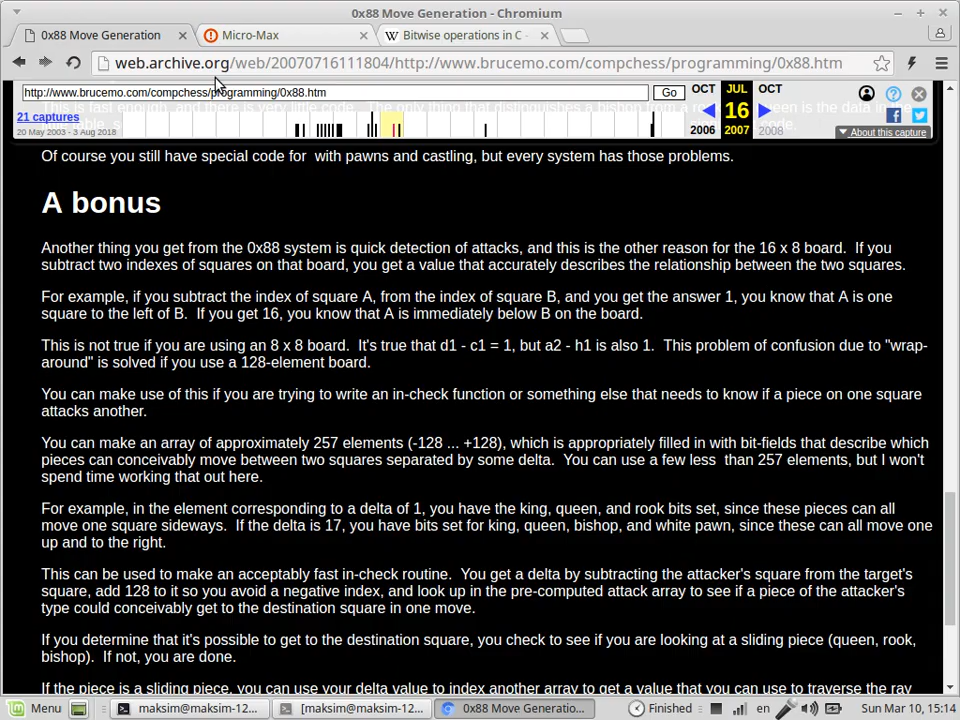 0x88 Move Generation - Chromium
0x88 Move Generation
Micro-Max
Bitwise operations in C -
web.archive.org/web/20070716111804/http://www.brucemo.com/compchess/programming/0x88.htm
http://www.brucemo.com/compchess/programming/0x88.htm
Go
OCT
JUL
OCT
21 captures
16
20 May 2003 - 3 Aug 2018
2006
2007
2008
About this capture
Of course you still have special code for  with pawns and castling, but every system has those problems.
A bonus
Another thing you get from the 0x88 system is quick detection of attacks, and this is the other reason for the 16 x 8 board.  If you
subtract two indexes of squares on that board, you get a value that accurately describes the relationship between the two squares.
For example, if you subtract the index of square A, from the index of square B, and you get the answer 1, you know that A is one
square to the left of B.  If you get 16, you know that A is immediately below B on the board.
This is not true if you are using an 8 x 8 board.  It's true that d1 - c1 = 1, but a2 - h1 is also 1.  This problem of confusion due to "wrap-
around" is solved if you use a 128-element board.
You can make use of this if you are trying to write an in-check function or something else that needs to know if a piece on one square
attacks another.
You can make an array of approximately 257 elements (-128 ... +128), which is appropriately filled in with bit-fields that describe which
pieces can conceivably move between two squares separated by some delta.  You can use a few less  than 257 elements, but I won't
spend time working that out here.
For example, in the element corresponding to a delta of 1, you have the king, queen, and rook bits set, since these pieces can all
move one square sideways.  If the delta is 17, you have bits set for king, queen, bishop, and white pawn, since these can all move one
up and to the right.
This can be used to make an acceptably fast in-check routine.  You get a delta by subtracting the attacker's square from the target's
square, add 128 to it so you avoid a negative index, and look up in the pre-computed attack array to see if a piece of the attacker's
type could conceivably get to the destination square in one move.
If you determine that it's possible to get to the destination square, you check to see if you are looking at a sliding piece (queen, rook,
bishop).  If not, you are done.
If the piece is a sliding piece, you can use your delta value to index another array to get a value that you can use to traverse the ray
Menu
maksim@maksim-12...
[maksim@maksim-12...
0x88 Move Generatio...
Finished
en
Sun Mar 10, 15:14